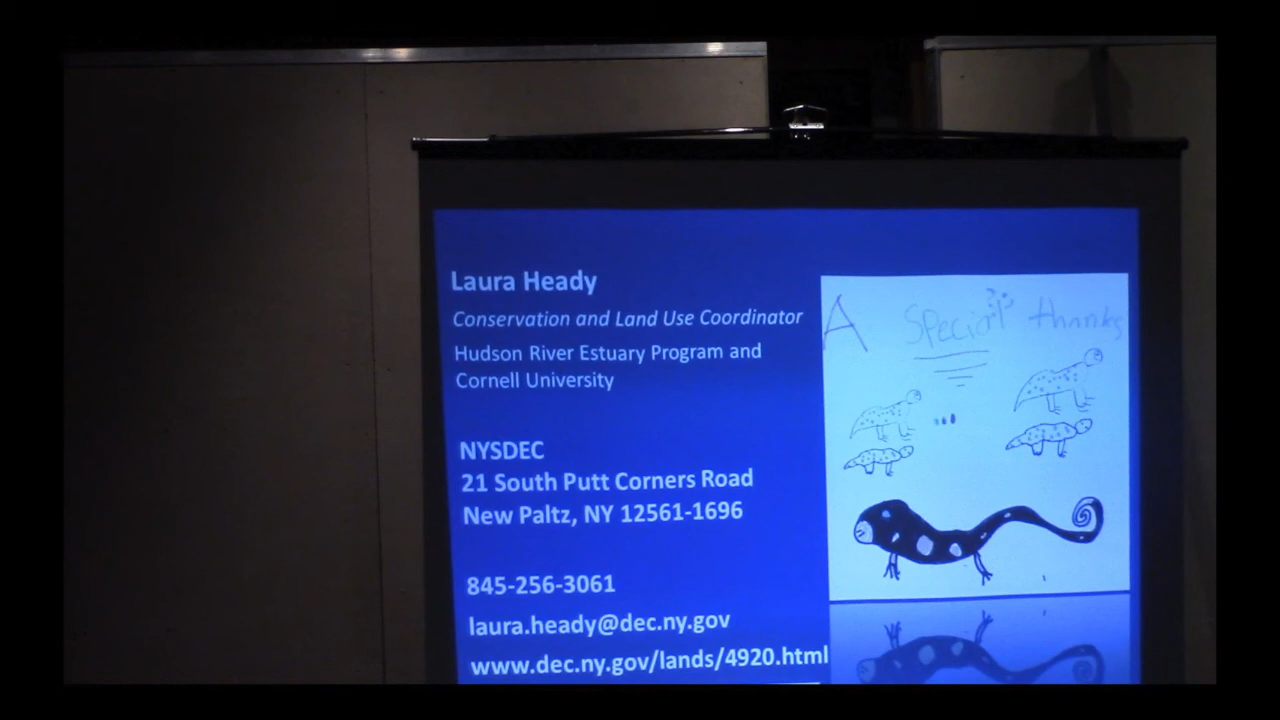 Laura Heady
Conservation and Land Use Coordinator
Hudson River Estuary Program and
Cornell University
NYSDEC
21 South Putt Corners Road
New Paltz, NY 12561-1696
845-256-3061
laura.heady@dec.ny.gov
www.dec.ny.gov/lands/4920.html
A Special thanks